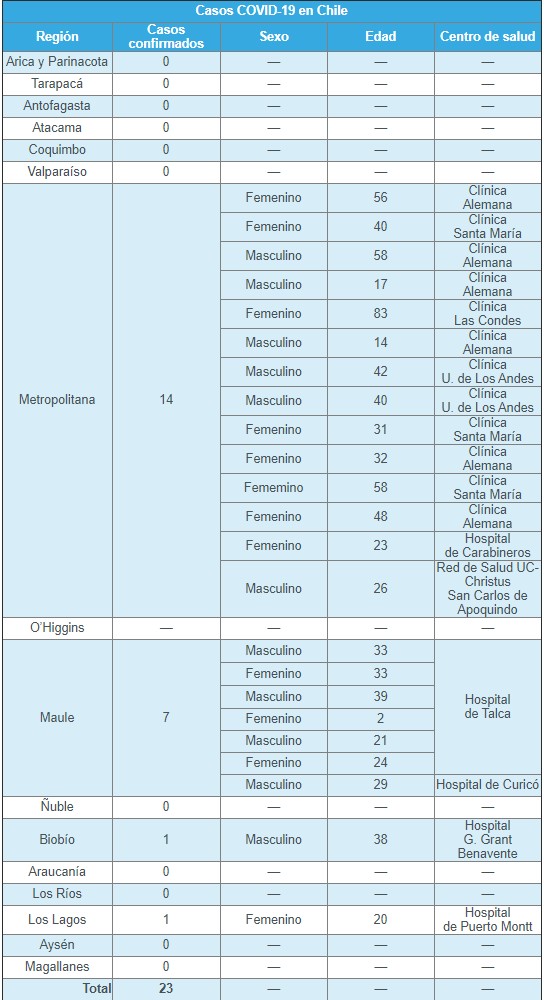 Casos COVID-19 en Chile
Región Casos confirmados Sexo Edad Centro de salud
Arica y Parinacota 0 — — —
Tarapacá 0 — — —
Antofagasta 0 — — —
Atacama 0 — — —
Coquimbo 0 — — —
Valparaíso 0 — — —
Metropolitana 14 Femenino 56 Clínica Alemana
Femenino 40 Clínica Santa María
Masculino 58 Clínica Alemana
Masculino 17 Clínica Alemana
Femenino 83 Clínica Las Condes
Masculino 14 Clínica Alemana
Masculino 42 Clínica U. de Los Andes
Masculino 40 Clínica U. de Los Andes
Femenino 31 Clínica Santa María
Femenino 32 Clínica Alemana
Fememino 58 Clínica Santa María
Femenino 48 Clínica Alemana
Femenino 23 Hospital de Carabineros
Masculino 26 Red de Salud UC-Christus San Carlos de Apoquindo
O'Higgins — — — —
Maule 7 Masculino 33 Hospital de Talca
Femenino 33
Masculino 39
Femenino 2
Masculino 21
Femenino 24
Masculino 29 Hospital de Curicó
Ñuble 0 — — —
Biobío 1 Masculino 38 Hospital G. Grant Benavente
Araucanía 0 — — —
Los Ríos 0 — — —
Los Lagos 1 Femenino 20 Hospital de Puerto Montt
Aysén 0 — — —
Magallanes 0 — — —
Total 23 — — —